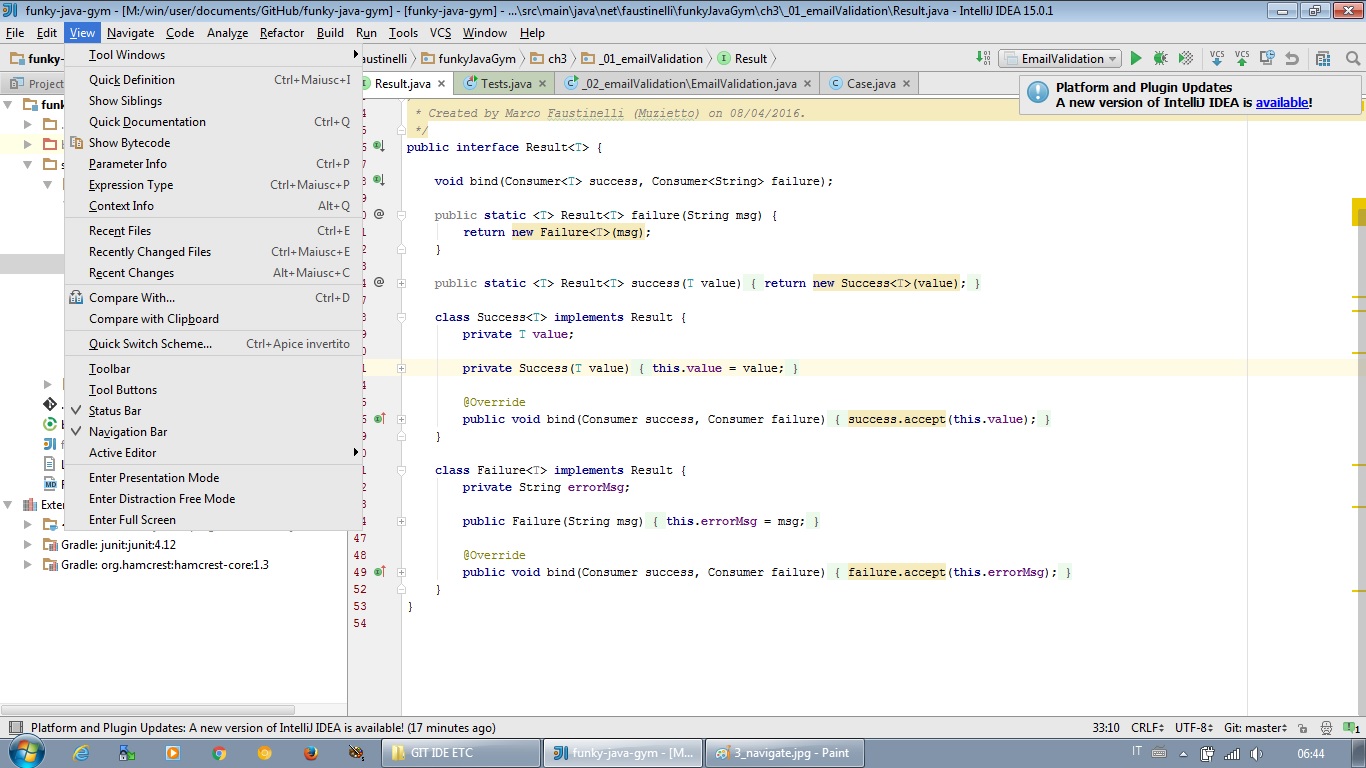 funky-java-gym - [M:/win/user/documents/GitHub/funky-java-gym] - [funky-java-gym] - ...\src\main\java\net\faustinelli\funkyJavaGym\ch3\_01_emailValidation\Result.java - IntelliJ IDEA 15.0.1
File Edit View Navigate Code Analyze Refactor Build Run Tools VCS Window Help
funky- austinelli funkyJavaGym ch3 _01_emailValidation Result EmailValidation
Project Result.java Tests.java _02_emailValidation\EmailValidation.java Case.java
Platform and Plugin Updates
A new version of IntelliJ IDEA is available!
Tool Windows
Quick Definition Ctrl+Maiusc+I
Show Siblings
Quick Documentation Ctrl+Q
Show Bytecode
Parameter Info Ctrl+P
Expression Type Ctrl+Maiusc+P
Context Info Alt+Q
Recent Files Ctrl+E
Recently Changed Files Ctrl+Maiusc+E
Recent Changes Alt+Maiusc+C
Compare With... Ctrl+D
Compare with Clipboard
Quick Switch Scheme... Ctrl+Apice invertito
Toolbar
Tool Buttons
Status Bar
Navigation Bar
Active Editor
Enter Presentation Mode
Enter Distraction Free Mode
Enter Full Screen
funk
Exter
Gradle: junit:junit:4.12
Gradle: org.hamcrest:hamcrest-core:1.3
* Created by Marco Faustinelli (Muzietto) on 08/04/2016.
*/
public interface Result<T> {
void bind(Consumer<T> success, Consumer<String> failure);
public static <T> Result<T> failure(String msg) {
return new Failure<T>(msg);
}
public static <T> Result<T> success(T value) { return new Success<T>(value); }
class Success<T> implements Result {
private T value;
private Success(T value) { this.value = value; }
@Override
public void bind(Consumer success, Consumer failure) { success.accept(this.value); }
}
class Failure<T> implements Result {
private String errorMsg;
public Failure(String msg) { this.errorMsg = msg; }
47
48 @Override
49 public void bind(Consumer success, Consumer failure) { failure.accept(this.errorMsg); }
52 }
53 }
54
Platform and Plugin Updates: A new version of IntelliJ IDEA is available! (17 minutes ago) 33:10 CRLF UTF-8 Git: master
GIT IDE ETC funky-java-gym - [M... 3_navigate.jpg - Paint IT 06:44